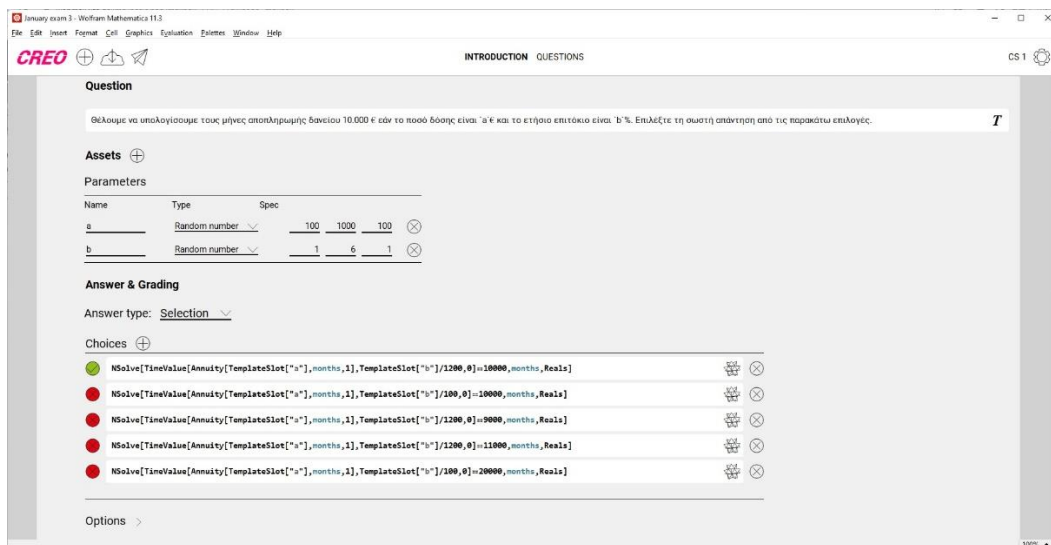 January exam 3 - Wolfram Mathematica 11.3
File Edit Insert Format Cell Graphics Evaluation Palettes Window Help
CREO INTRODUCTION QUESTIONS CS 1
Question
Θέλουμε να υπολογίσουμε τους μήνες αποπληρωμής δανείου 10.000 € εάν το ποσό δόσης είναι `a`€ και το ετήσιο επιτόκιο είναι `b`%. Επιλέξτε τη σωστή απάντηση από τις παρακάτω επιλογές. T
Assets
Parameters
Name Type Spec
a Random number 100 1000 100
b Random number 1 6 1
Answer & Grading
Answer type: Selection
Choices
NSolve[TimeValue[Annuity[TemplateSlot["a"],months,1],TemplateSlot["b"]/1200,0]==10000,months,Reals]
NSolve[TimeValue[Annuity[TemplateSlot["a"],months,1],TemplateSlot["b"]/100,0]==10000,months,Reals]
NSolve[TimeValue[Annuity[TemplateSlot["a"],months,1],TemplateSlot["b"]/1200,0]==9000,months,Reals]
NSolve[TimeValue[Annuity[TemplateSlot["a"],months,1],TemplateSlot["b"]/1200,0]==11000,months,Reals]
NSolve[TimeValue[Annuity[TemplateSlot["a"],months,1],TemplateSlot["b"]/100,0]==20000,months,Reals]
Options
100%